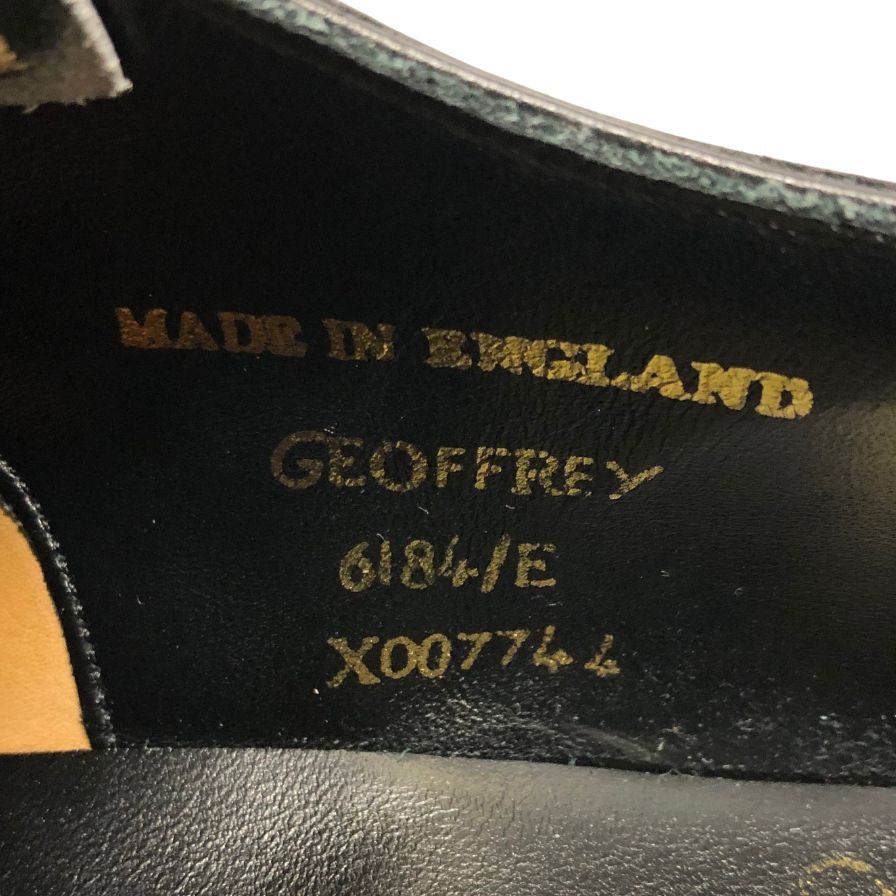 MADE IN ENGLAND
GEOFFREY
6184/E
X007744